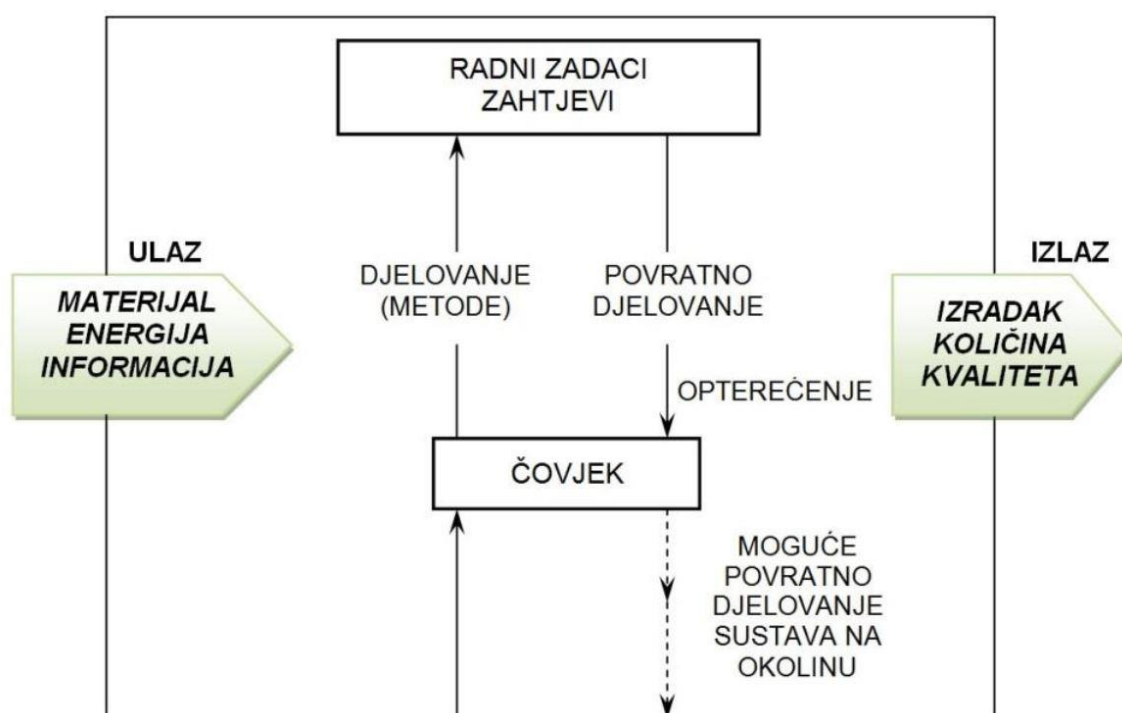 RADNI ZADACI
ZAHTJEVI
ULAZ
MATERIJAL
ENERGIJA
INFORMACIJA
DJELOVANJE
(METODE)
POVRATNO
DJELOVANJE
IZLAZ
IZRADAK
KOLIČINA
KVALITETA
OPTEREĆENJE
ČOVJEK
MOGUĆE
POVRATNO
DJELOVANJE
SUSTAVA NA
OKOLINU